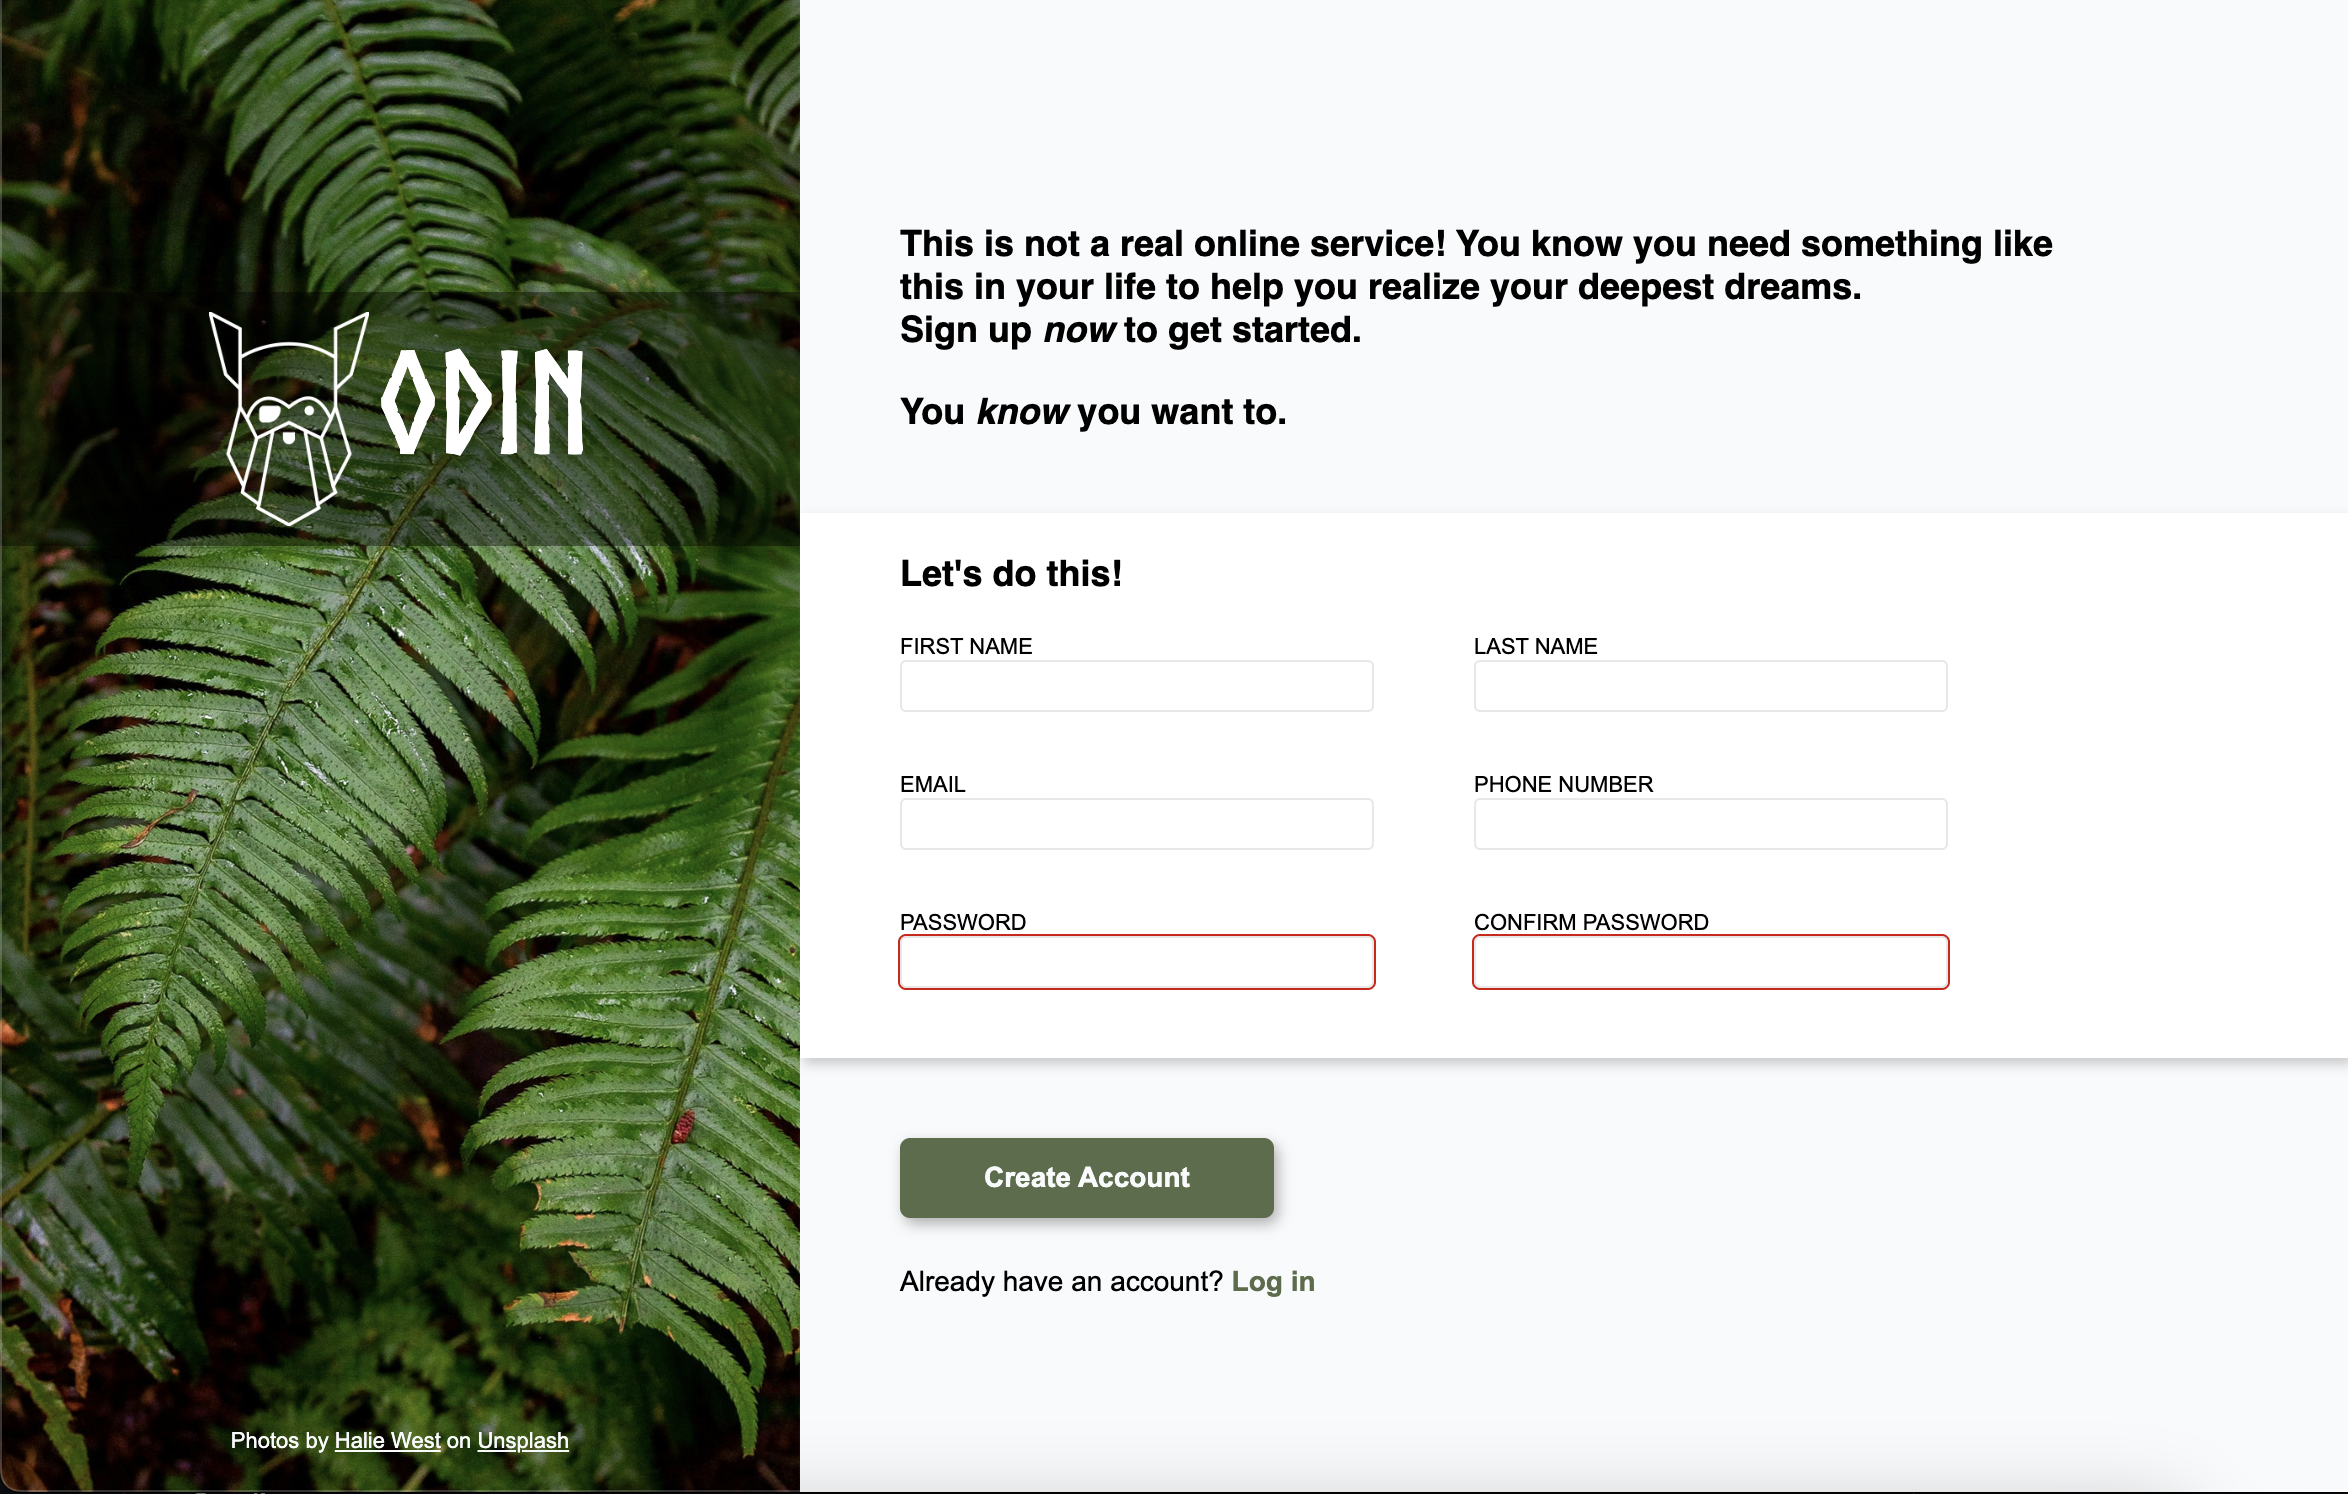 ODIN
Photos by Halie West on Unsplash
This is not a real online service! You know you need something like
this in your life to help you realize your deepest dreams.
Sign up now to get started.
You know you want to.
Let's do this!
FIRST NAME
LAST NAME
EMAIL
PHONE NUMBER
PASSWORD
CONFIRM PASSWORD
Create Account
Already have an account? Log in